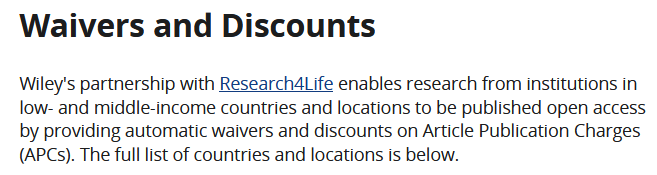 Waivers and Discounts
Wiley's partnership with Research4Life enables research from institutions in
low- and middle-income countries and locations to be published open access
by providing automatic waivers and discounts on Article Publication Charges
(APCs). The full list of countries and locations is below.